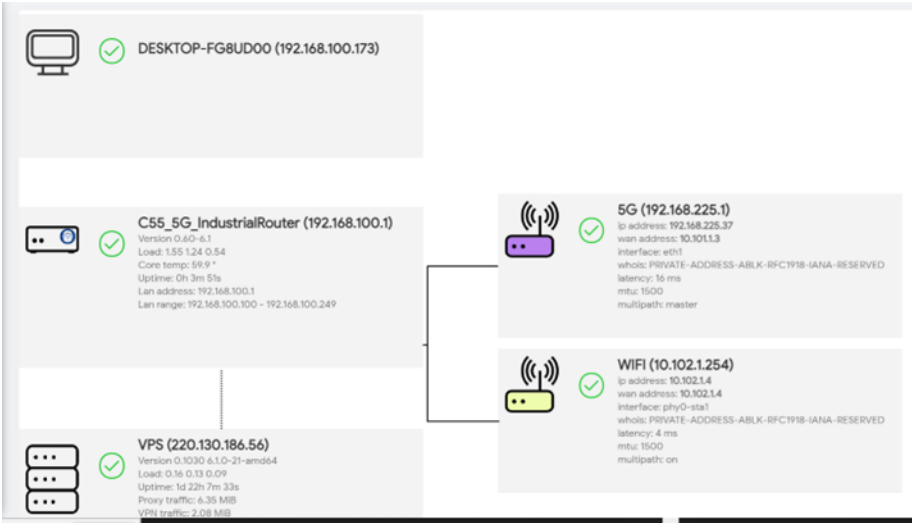 DESKTOP-FG8UD00 (192.168.100.173)
C55_5G_IndustrialRouter (192.168.100.1)
Version 0.60-6.1
Load: 1.55 1.24 0.54
Core temp: 59.9 °
Uptime: 0h 3m 51s
Lan address: 192.168.100.1
Lan range: 192.168.100.100 - 192.168.100.249
5G (192.168.225.1)
ip address: 192.168.225.37
wan address: 10.101.1.3
interface: eth1
whois: PRIVATE-ADDRESS-ABLK-RFC1918-IANA-RESERVED
latency: 16 ms
mtu: 1500
multipath: master
WIFI (10.102.1.254)
ip address: 10.102.1.4
wan address: 10.102.1.4
interface: phy0-sta1
whois: PRIVATE-ADDRESS-ABLK-RFC1918-IANA-RESERVED
latency: 4 ms
mtu: 1500
multipath: on
VPS (220.130.186.56)
Version 0.1030 6.1.0-21-amd64
Load: 0.16 0.13 0.09
Uptime: 1d 22h 7m 33s
Proxy traffic: 6.35 MiB
VPN traffic: 2.08 MiB